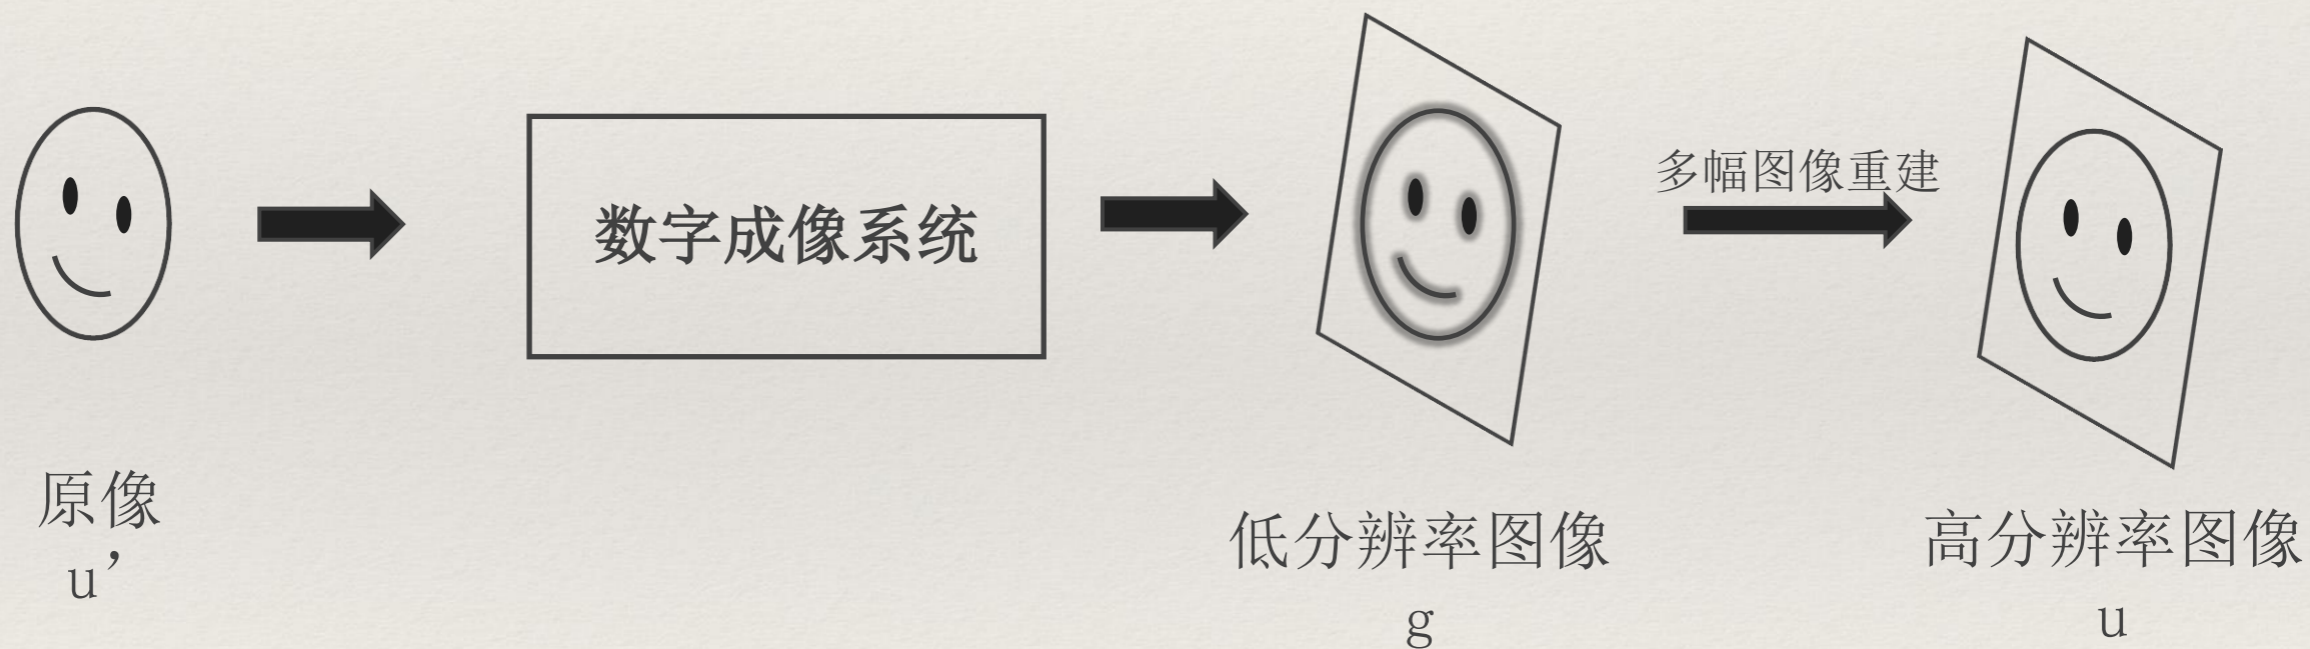 多幅图像重建
数字成像系统
原像
u’
低分辨率图像
g
高分辨率图像
u